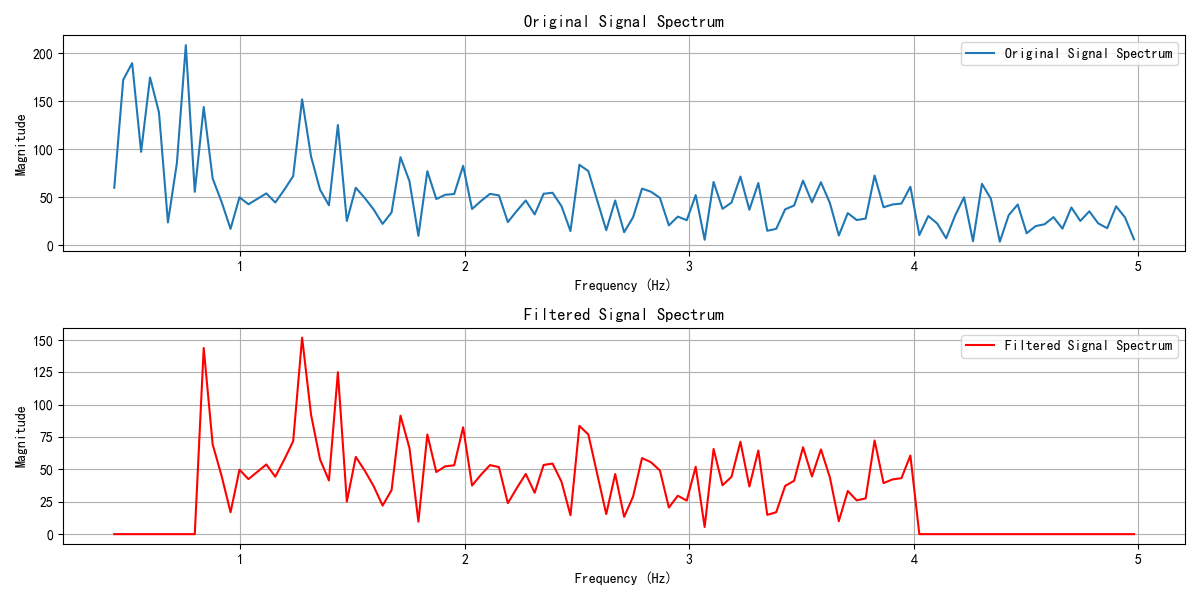 Original Signal Spectrum
200
150
100
50
0
Magnitude
Original Signal Spectrum
1 2 3 4 5
Frequency (Hz)
Filtered Signal Spectrum
150
125
100
75
50
25
0
Magnitude
Filtered Signal Spectrum
1 2 3 4 5
Frequency (Hz)